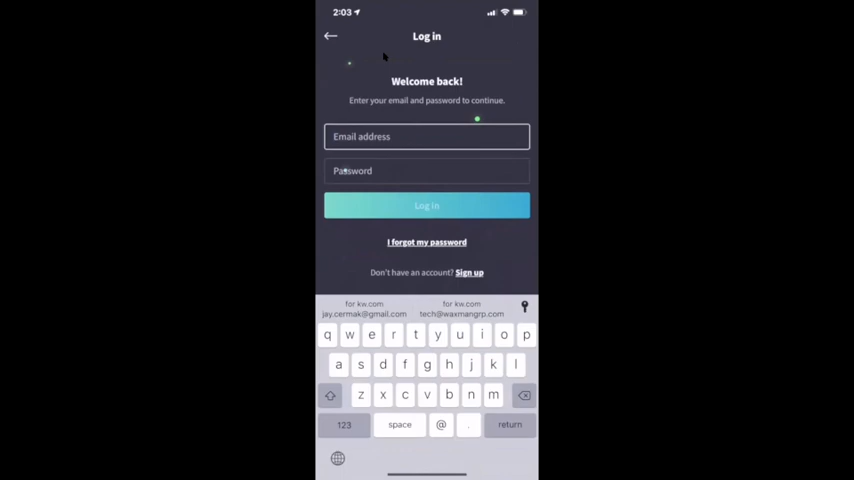 2:03
Log in
Welcome back!
Enter your email and password to continue.
Email address
Password
Log in
I forgot my password
Don't have an account? Sign up
for kw.com for kw.com
jay.cermak@gmail.com tech@waxmangrp.com
q w e r t y u i o p
a s d f g h j k l
z x c v b n m
123 space @ . return